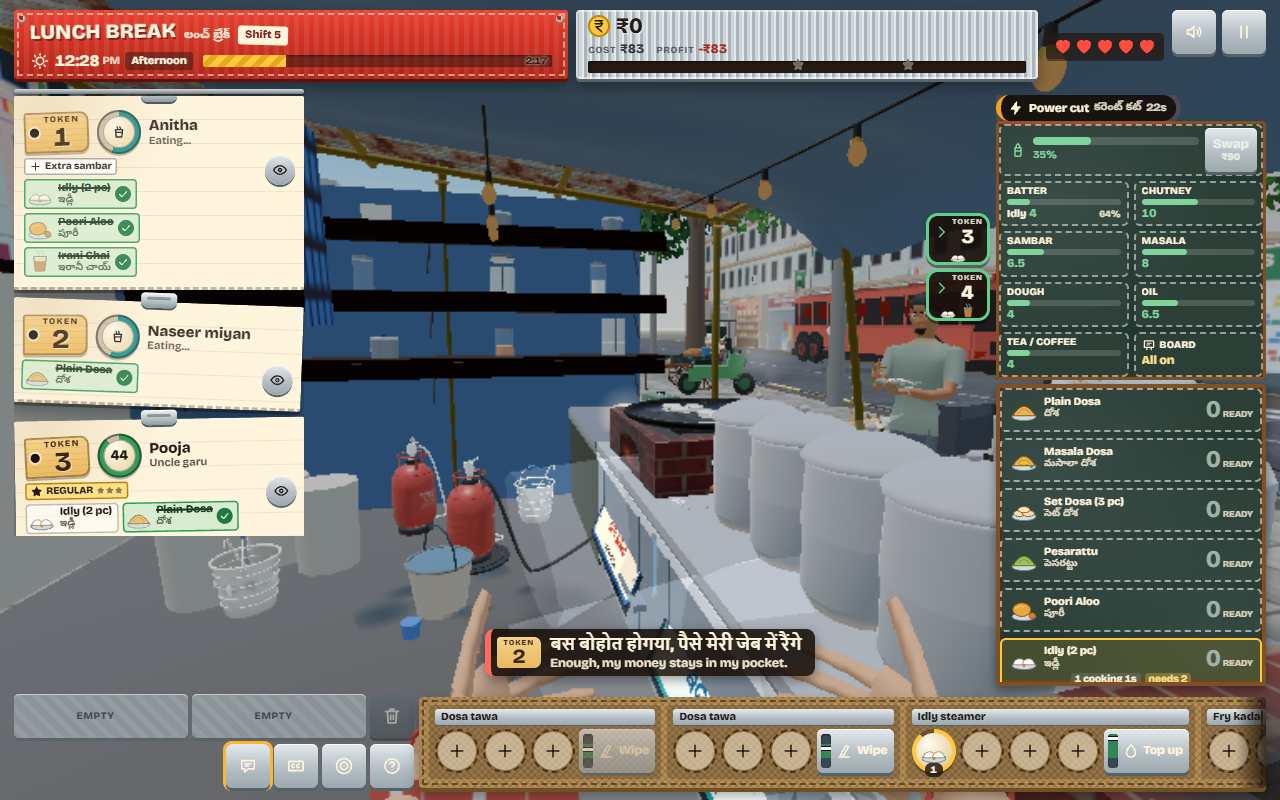 LUNCH BREAK లంచ్ బ్రేక్ Shift 5
12:28 PM Afternoon 2:17
₹ ₹0
COST ₹83 PROFIT -₹83
TOKEN 1
Anitha
Eating...
+ Extra sambar
Idly (2 pc)
ఇడ్లీ
Poori Aloo
పూరీ
Irani Chai
ఇరానీ చాయ్
TOKEN 2
Naseer miyan
Eating...
Plain Dosa
దోశ
TOKEN 3
44
Pooja
Uncle garu
REGULAR
Idly (2 pc)
ఇడ్లీ
Plain Dosa
దోశ
TOKEN 3
TOKEN 4
Power cut కరెంట్ కట్ 22s
35%
Swap
₹90
BATTER
Idly 4 64%
CHUTNEY
10
SAMBAR
6.5
MASALA
8
DOUGH
4
OIL
6.5
TEA / COFFEE
4
BOARD
All on
Plain Dosa
దోశ
0 READY
Masala Dosa
మసాలా దోశ
0 READY
Set Dosa (3 pc)
సెట్ దోశ
0 READY
Pesarattu
పెసరట్టు
0 READY
Poori Aloo
పూరీ
0 READY
Idly (2 pc)
ఇడ్లీ
0 READY
1 cooking 1s needs 2
TOKEN 2
बस बोहोत होगया, पैसे मेरी जेब में रैंगे
Enough, my money stays in my pocket.
EMPTY
EMPTY
Dosa tawa
Wipe
Dosa tawa
Wipe
Idly steamer
1
Top up
Fry kadai